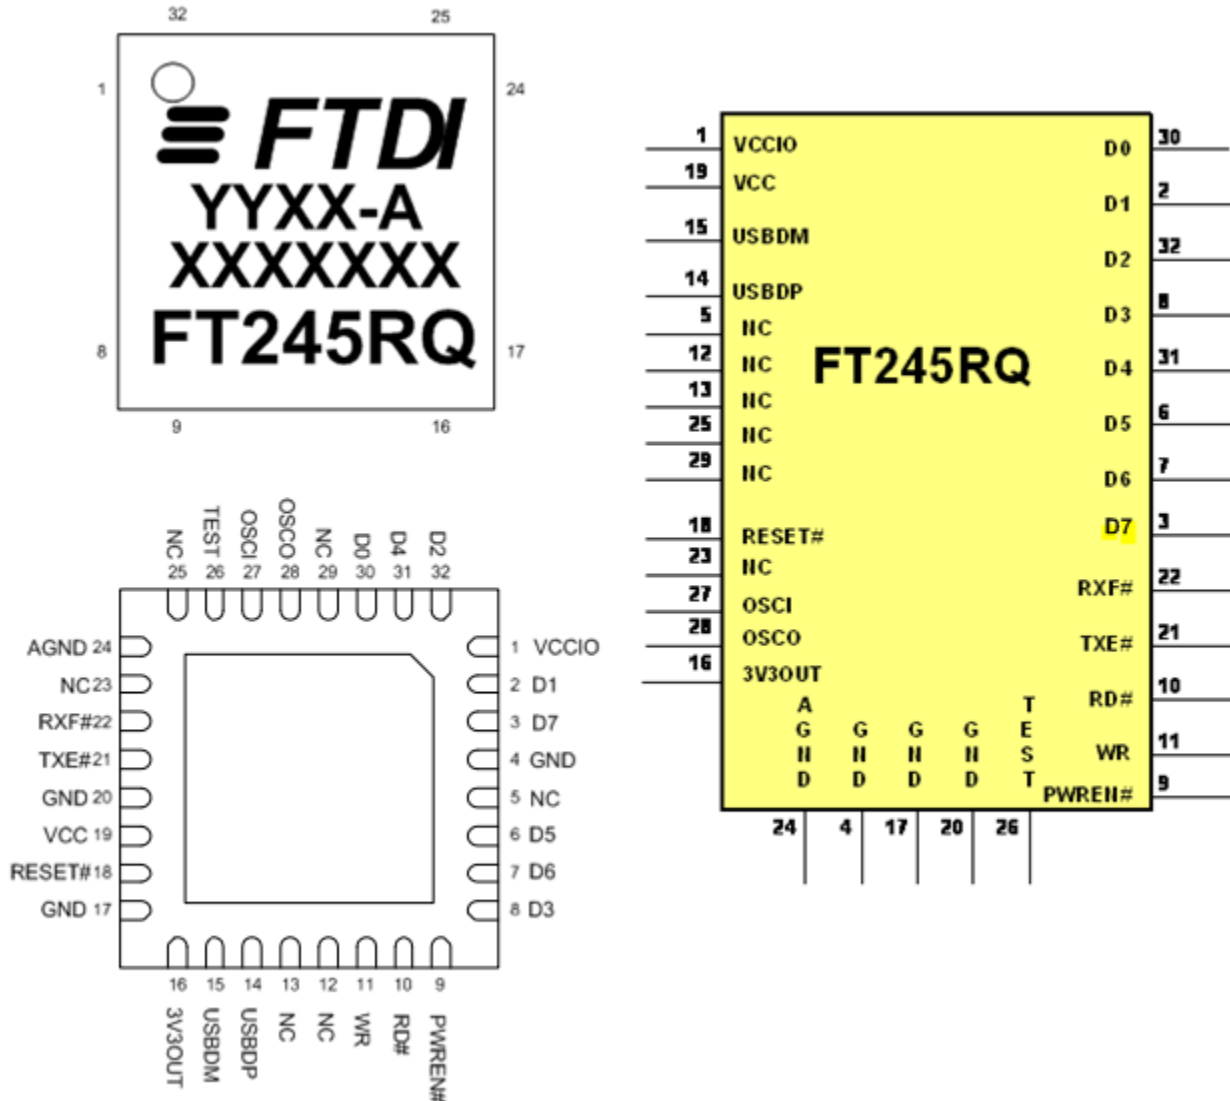 32 25
1 24
FTDI
YYXX-A
XXXXXXX
FT245RQ
8 17
9 16
NC 25
TEST 26
OSCI 27
OSCO 28
NC 29
D0 30
D4 31
D2 32
AGND 24
NC 23
RXF# 22
TXE# 21
GND 20
VCC 19
RESET# 18
GND 17
1 VCCIO
2 D1
3 D7
4 GND
5 NC
6 D5
7 D6
8 D3
16 3V3OUT
15 USBDM
14 USBDP
13 NC
12 NC
11 WR
10 RD#
9 PWREN#
1 VCCIO
19 VCC
15 USBDM
14 USBDP
5 NC
12 NC
13 NC
25 NC
29 NC
18 RESET#
23 NC
27 OSCI
28 OSCO
16 3V3OUT
FT245RQ
D0 30
D1 2
D2 32
D3 8
D4 31
D5 6
D6 7
D7 3
RXF# 22
TXE# 21
RD# 10
WR 11
PWREN# 9
AGND 24
GND 4
GND 17
GND 20
TEST 26